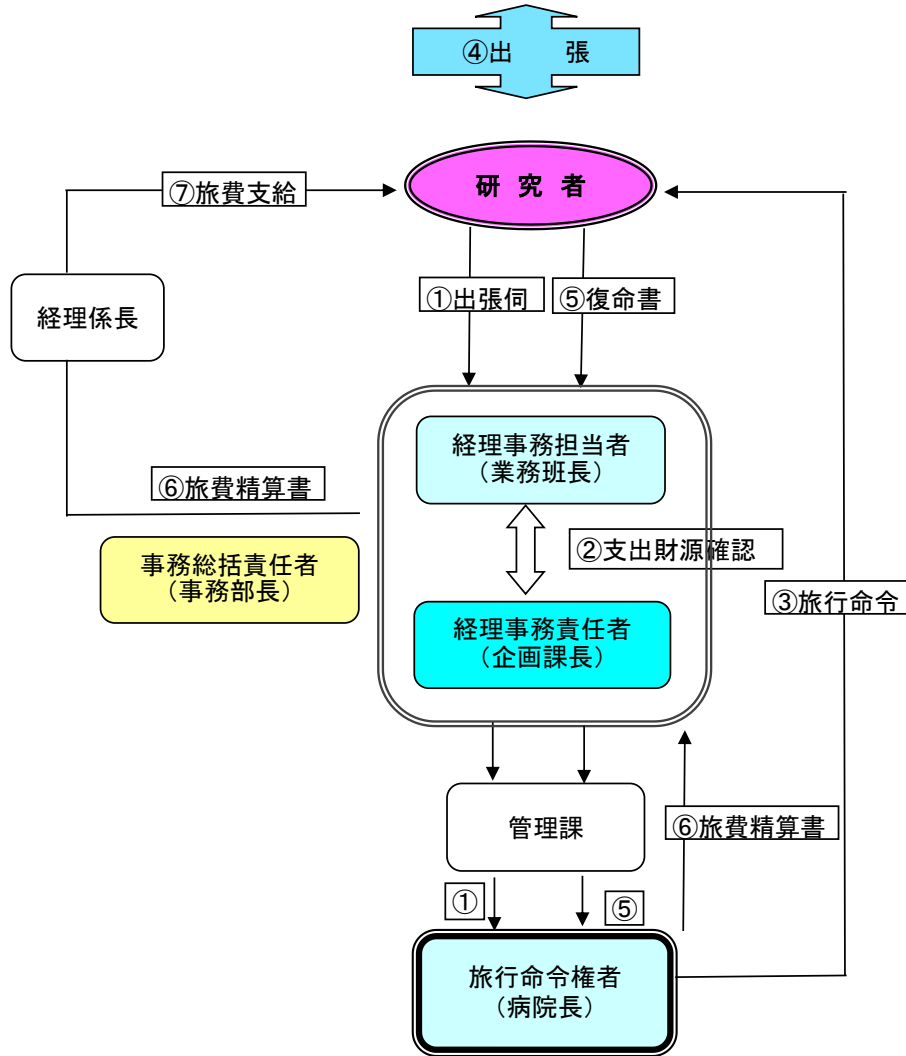 ④出　　張
研 究 者
⑦旅費支給
①出張伺
⑤復命書
経理係長
経理事務担当者
（業務班長）
⑥旅費精算書
②支出財源確認
事務総括責任者
（事務部長）
③旅行命令
経理事務責任者
（企画課長）
管理課
⑥旅費精算書
①
⑤
旅行命令権者
（病院長）